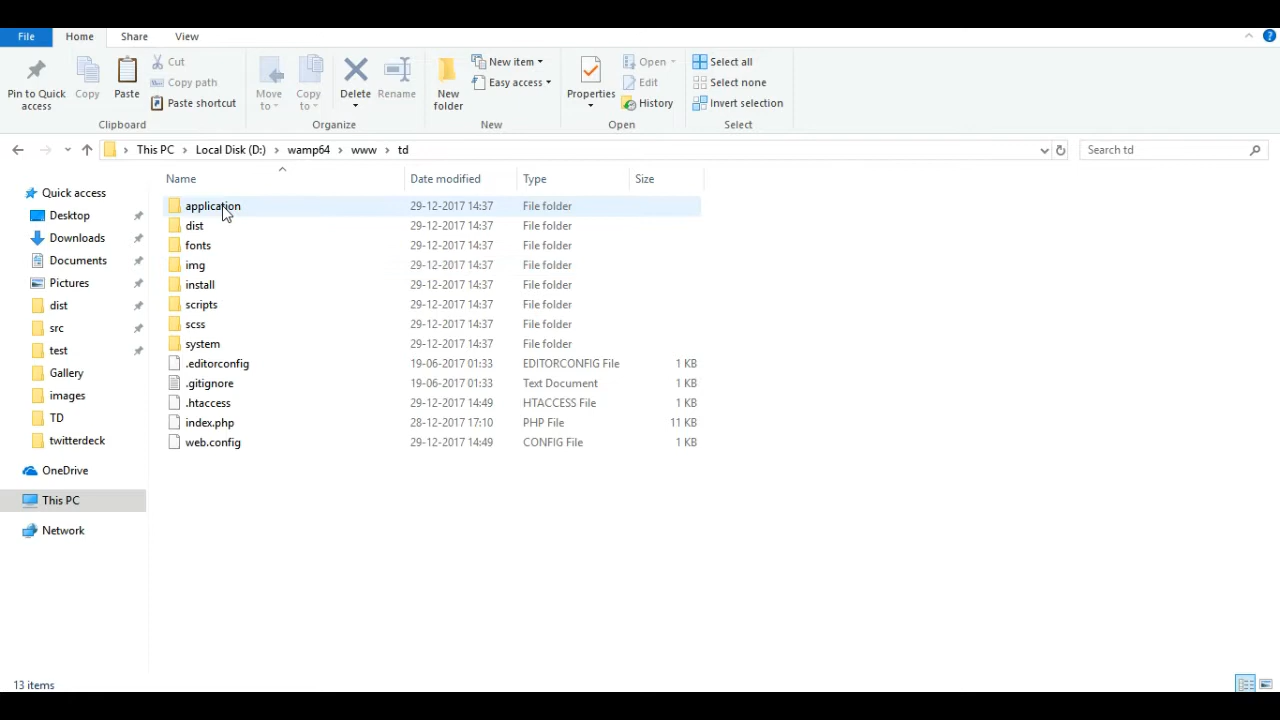 File Home Share View
Pin to Quick access
Copy
Paste
Cut
Copy path
Paste shortcut
Clipboard
Move to
Copy to
Delete
Rename
Organize
New folder
New item
Easy access
New
Properties
Open
Edit
History
Open
Select all
Select none
Invert selection
Select
This PC > Local Disk (D:) > wamp64 > www > td
Search td
Name Date modified Type Size
Quick access
Desktop
Downloads
Documents
Pictures
dist
src
test
Gallery
images
TD
twitterdeck
OneDrive
This PC
Network
application 29-12-2017 14:37 File folder
dist 29-12-2017 14:37 File folder
fonts 29-12-2017 14:37 File folder
img 29-12-2017 14:37 File folder
install 29-12-2017 14:37 File folder
scripts 29-12-2017 14:37 File folder
scss 29-12-2017 14:37 File folder
system 29-12-2017 14:37 File folder
.editorconfig 19-06-2017 01:33 EDITORCONFIG File 1 KB
.gitignore 19-06-2017 01:33 Text Document 1 KB
.htaccess 29-12-2017 14:49 HTACCESS File 1 KB
index.php 28-12-2017 17:10 PHP File 11 KB
web.config 29-12-2017 14:49 CONFIG File 1 KB
13 items